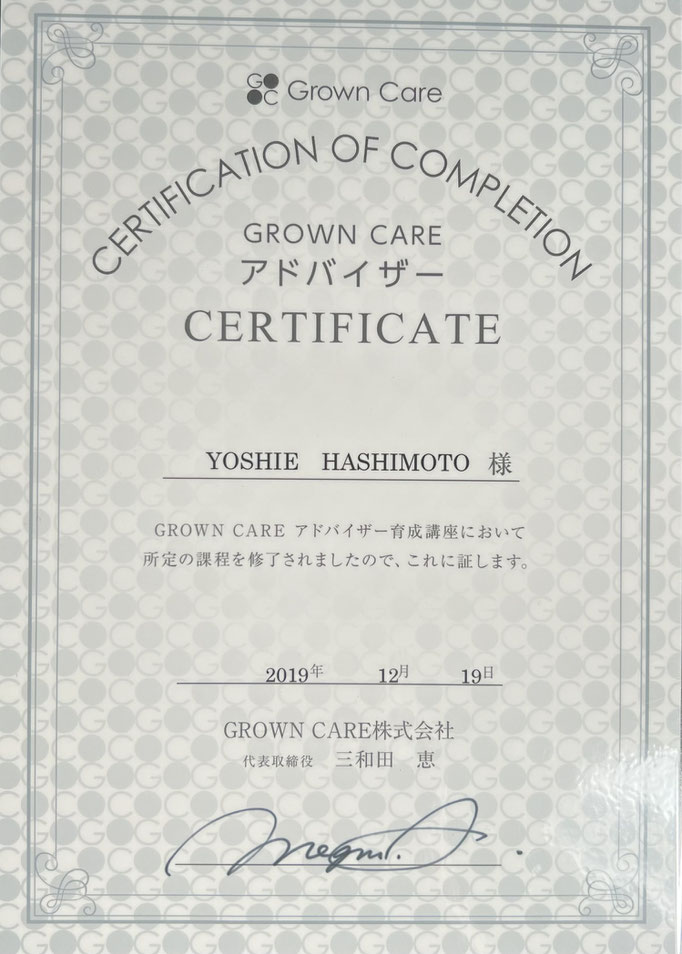 GC Grown Care
CERTIFICATION OF COMPLETION
GROWN CARE
アドバイザー
CERTIFICATE
YOSHIE HASHIMOTO 様
GROWN CARE アドバイザー育成講座において
所定の課程を修了されましたので、これに証します。
2019年 12月 19日
GROWN CARE株式会社
代表取締役 三和田 恵